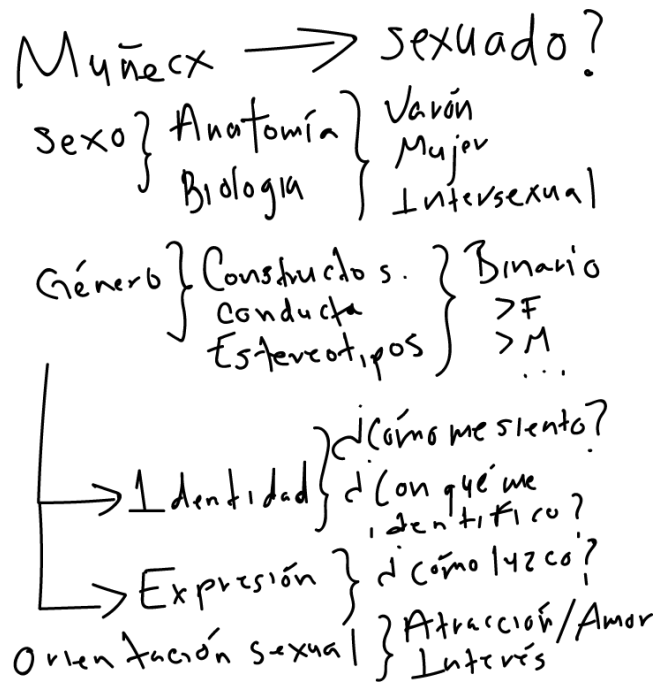 Muñecx → sexuado?
Sexo } Anatomía } Varón
Biología Mujer
Intersexual
Género } Constructo s. } Binario
conducta >F
Estereotipos >M
...
→ Identidad } ¿Cómo me siento?
¿Con qué me
identifico?
→ Expresión } ¿cómo luzco?
Orientación sexual } Atracción/Amor
Interés